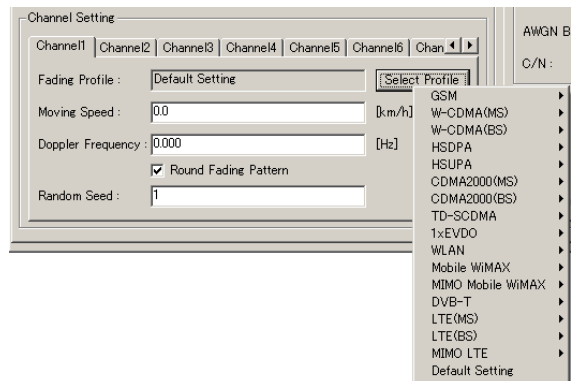 Channel Setting
Channel1 Channel2 Channel3 Channel4 Channel5 Channel6 Chan
Fading Profile : Default Setting Select Profile
Moving Speed : 0.0 [km/h]
Doppler Frequency : 0.000 [Hz]
Round Fading Pattern
Random Seed : 1
AWGN B
C/N :
GSM
W-CDMA(MS)
W-CDMA(BS)
HSDPA
HSUPA
CDMA2000(MS)
CDMA2000(BS)
TD-SCDMA
1xEVDO
WLAN
Mobile WiMAX
MIMO Mobile WiMAX
DVB-T
LTE(MS)
LTE(BS)
MIMO LTE
Default Setting